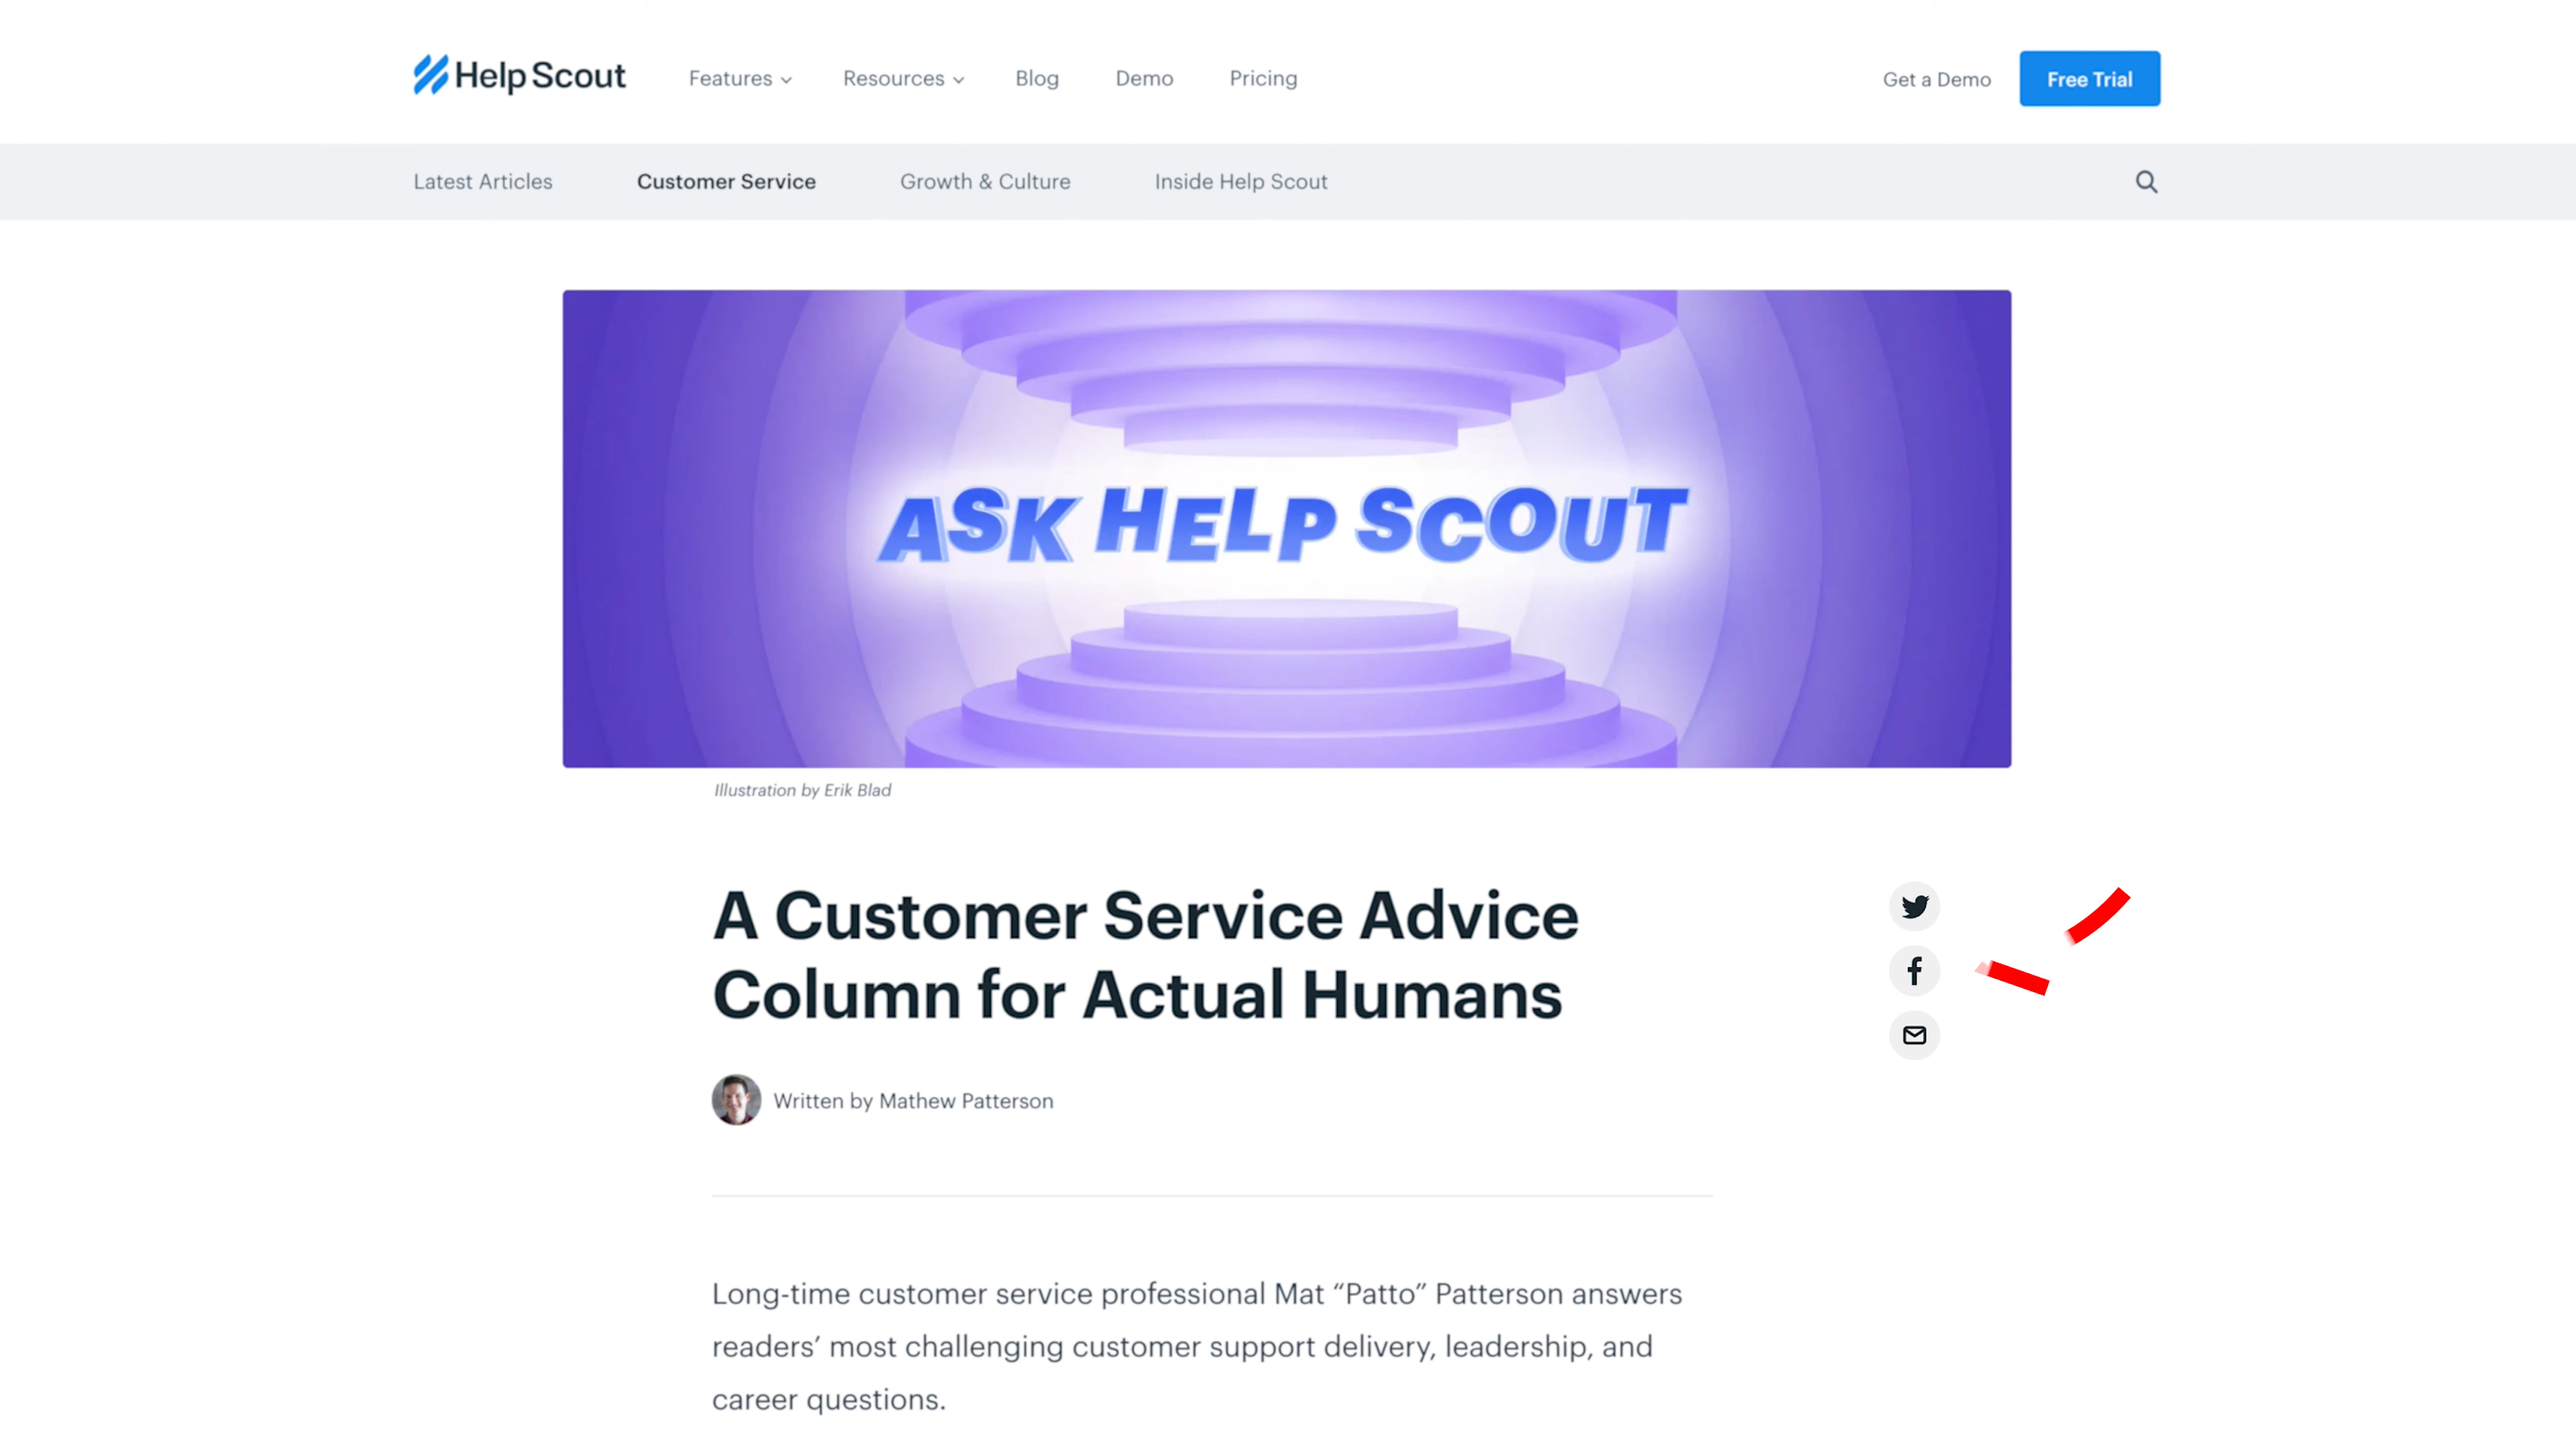 Help Scout
Features
Resources
Blog
Demo
Pricing
Get a Demo
Free Trial
Latest Articles
Customer Service
Growth & Culture
Inside Help Scout
ASK HELP SCOUT
Illustration by Erik Blad
A Customer Service Advice
Column for Actual Humans
Written by Mathew Patterson
Long-time customer service professional Mat “Patto” Patterson answers
readers’ most challenging customer support delivery, leadership, and
career questions.